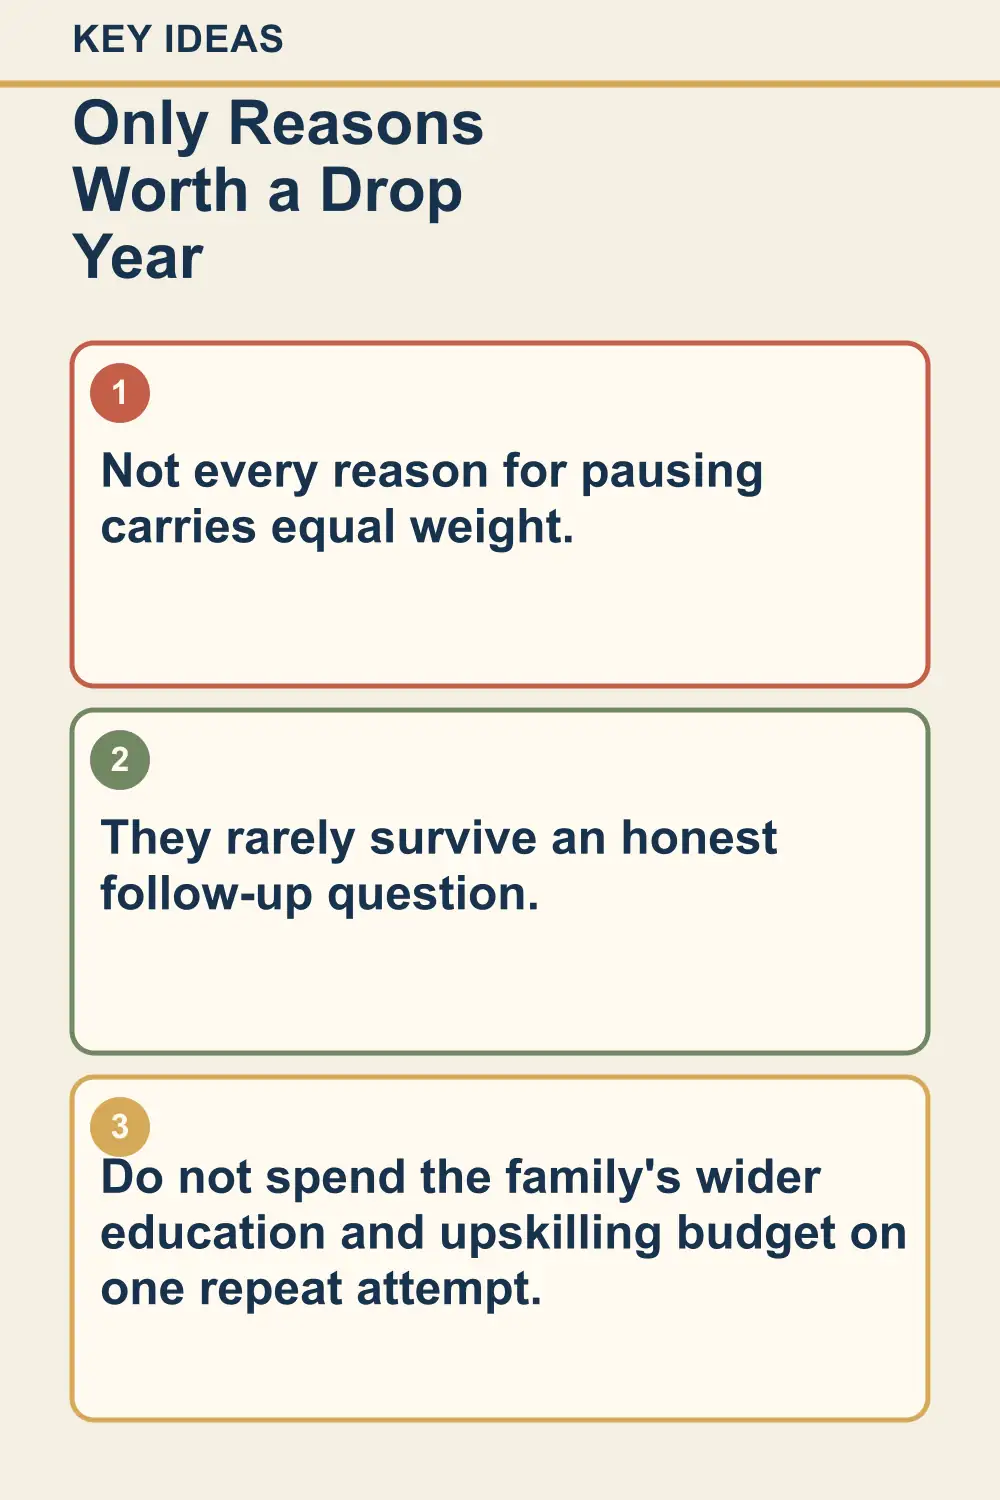 KEY IDEAS
Only Reasons
Worth a Drop
Year
1
Not every reason for pausing
carries equal weight.
2
They rarely survive an honest
follow-up question.
3
Do not spend the family's wider
education and upskilling budget on
one repeat attempt.